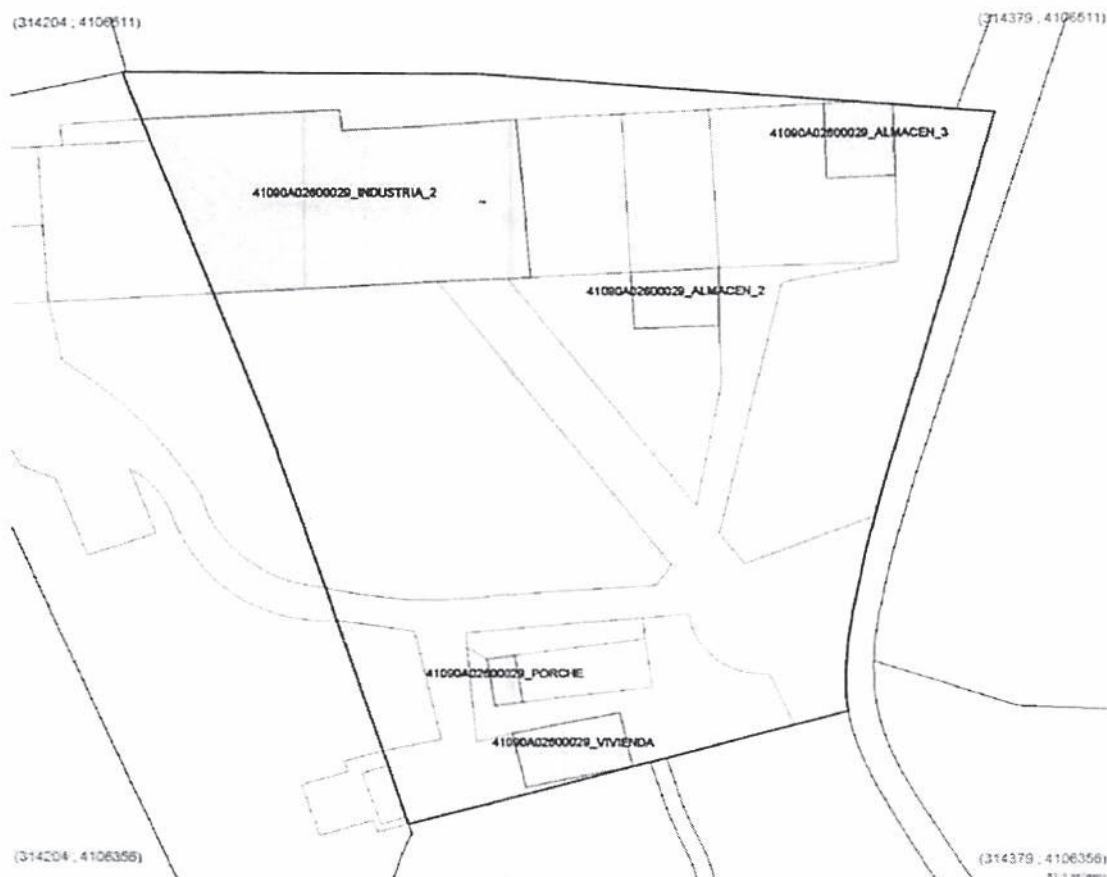 (314204 ; 4106511)
(314379 ; 4106511)
41090A02600029_ALMACEN_3
41090A02600029_INDUSTRIA_2
41090A02600029_ALMACEN_2
41090A02600029_PORCHE
41090A02600029_VIVIENDA
(314204 ; 4106356)
(314379 ; 4106356)